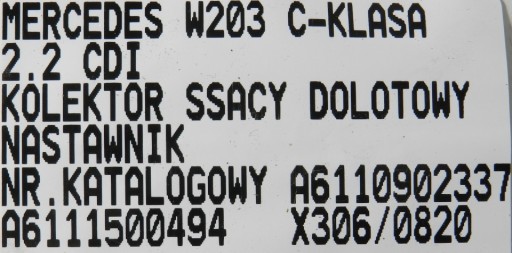 MERCEDES W203 C-KLASA
2.2 CDI
KOLEKTOR SSACY DOLOTOWY
NASTAWNIK
NR.KATALOGOWY A6110902337
A6111500494 X306/0820